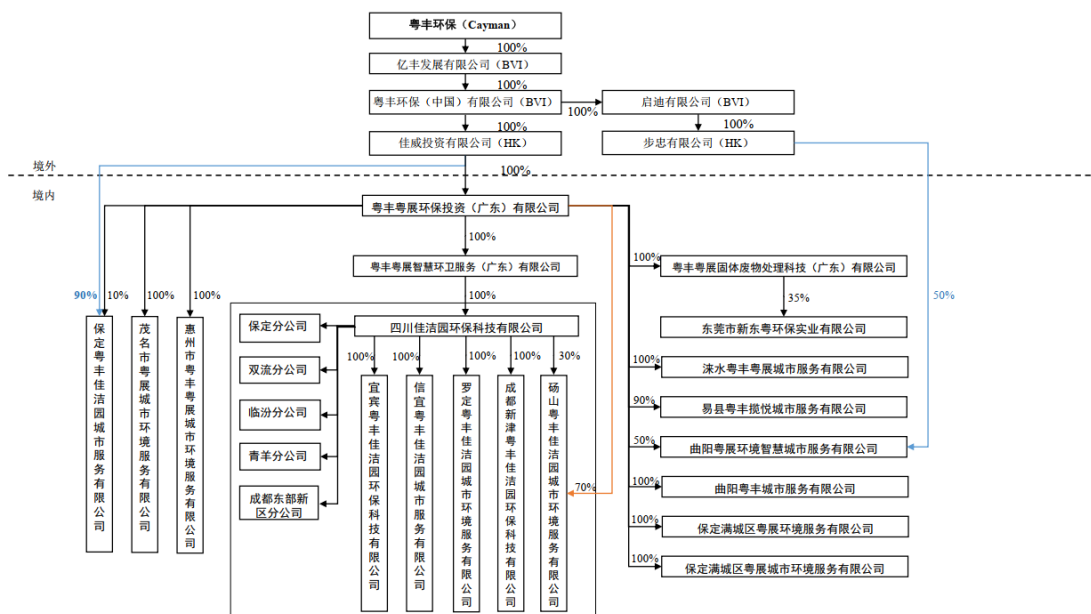 粤丰环保（Cayman）
100%
亿丰发展有限公司（BVI）
100%
粤丰环保（中国）有限公司（BVI）
100%
启迪有限公司（BVI）
100%
100%
佳威投资有限公司（HK）
步忠有限公司（HK）
境外
100%
境内
粤丰粤展环保投资（广东）有限公司
100%
粤丰粤展智慧环卫服务（广东）有限公司
100%
粤丰粤展固体废物处理科技（广东）有限公司
90%
10%
100%
100%
100%
35%
50%
保定粤丰佳洁园城市服务有限公司
茂名市粤展城市环境服务有限公司
惠州市粤丰粤展城市环境服务有限公司
保定分公司
四川佳洁园环保科技有限公司
东莞市新东粤环保实业有限公司
双流分公司
临汾分公司
青羊分公司
成都东部新
区分公司
100%
100%
100%
100%
30%
宜宾粤丰佳洁园环保科技有限公司
信宜粤丰佳洁园城市服务有限公司
罗定粤丰佳洁园城市环境服务有限公司
成都新津粤丰佳洁园环保科技有限公司
砀山粤丰佳洁园城市环境服务有限公司
70%
100%
涞水粤丰粤展城市服务有限公司
90%
易县粤丰揽悦城市服务有限公司
50%
曲阳粤展环境智慧城市服务有限公司
100%
曲阳粤丰城市服务有限公司
100%
保定满城区粤展环境服务有限公司
100%
保定满城区粤展城市环境服务有限公司